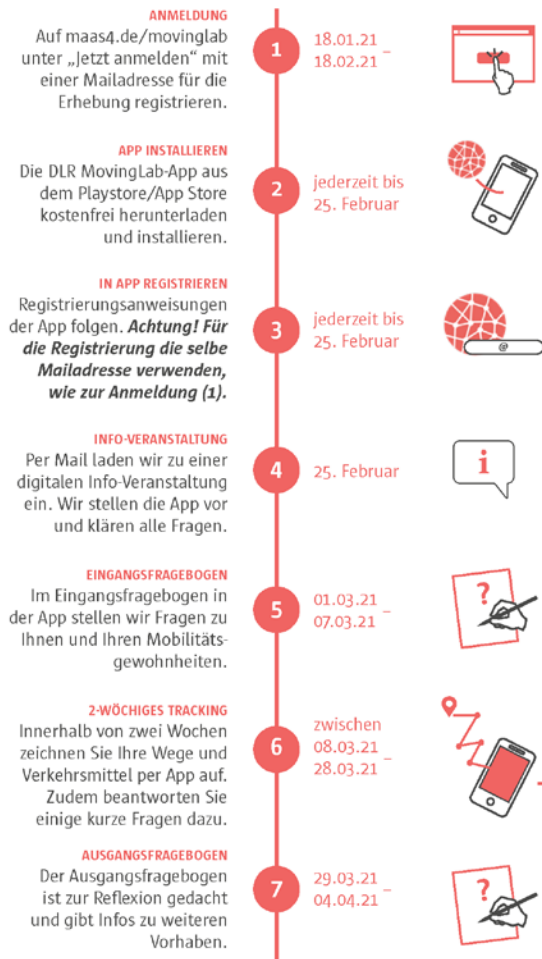 ANMELDUNG
Auf maas4.de/movinglab
unter „Jetzt anmelden“ mit
einer Mailadresse für die
Erhebung registrieren.
1
18.01.21 –
18.02.21
APP INSTALLIEREN
Die DLR MovingLab-App aus
dem Playstore/App Store
kostenfrei herunterladen
und installieren.
2
jederzeit bis
25. Februar
IN APP REGISTRIEREN
Registrierungsanweisungen
der App folgen. Achtung! Für
die Registrierung die selbe
Mailadresse verwenden,
wie zur Anmeldung (1).
3
jederzeit bis
25. Februar
@
INFO-VERANSTALTUNG
Per Mail laden wir zu einer
digitalen Info-Veranstaltung
ein. Wir stellen die App vor
und klären alle Fragen.
4
25. Februar
i
EINGANGSFRAGEBOGEN
Im Eingangsfragebogen in
der App stellen wir Fragen zu
Ihnen und Ihren Mobilitäts-
gewohnheiten.
5
01.03.21 –
07.03.21
?
2-WÖCHIGES TRACKING
Innerhalb von zwei Wochen
zeichnen Sie Ihre Wege und
Verkehrsmittel per App auf.
Zudem beantworten Sie
einige kurze Fragen dazu.
6
zwischen
08.03.21 –
28.03.21
AUSGANGSFRAGEBOGEN
Der Ausgangsfragebogen
ist zur Reflexion gedacht
und gibt Infos zu weiteren
Vorhaben.
7
29.03.21 –
04.04.21
?